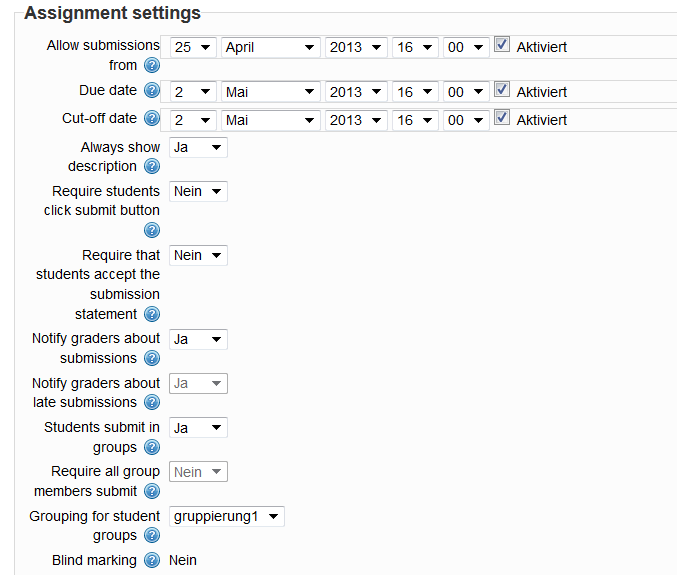 Assignment settings
Allow submissions 25 April 2013 16 00 Aktiviert
from
Due date 2 Mai 2013 16 00 Aktiviert
Cut-off date 2 Mai 2013 16 00 Aktiviert
Always show Ja
description
Require students Nein
click submit button
Require that Nein
students accept the
submission
statement
Notify graders about Ja
submissions
Notify graders about Ja
late submissions
Students submit in Ja
groups
Require all group Nein
members submit
Grouping for student gruppierung1
groups
Blind marking Nein